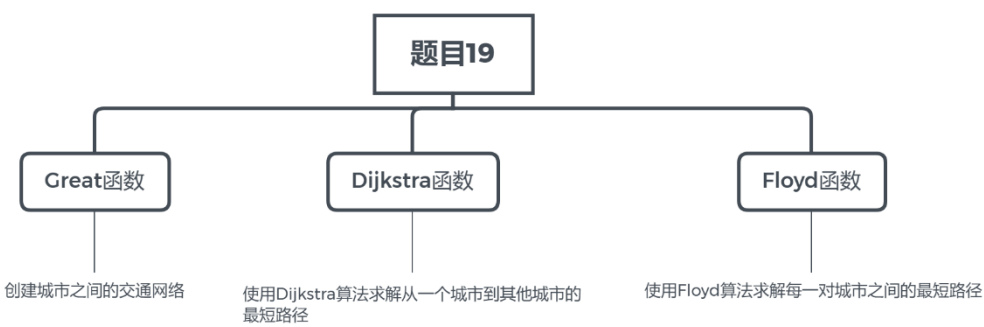 题目19
Great函数
Dijkstra函数
Floyd函数
创建城市之间的交通网络
使用Dijkstra算法求解从一个城市到其他城市的
最短路径
使用Floyd算法求解每一对城市之间的最短路径